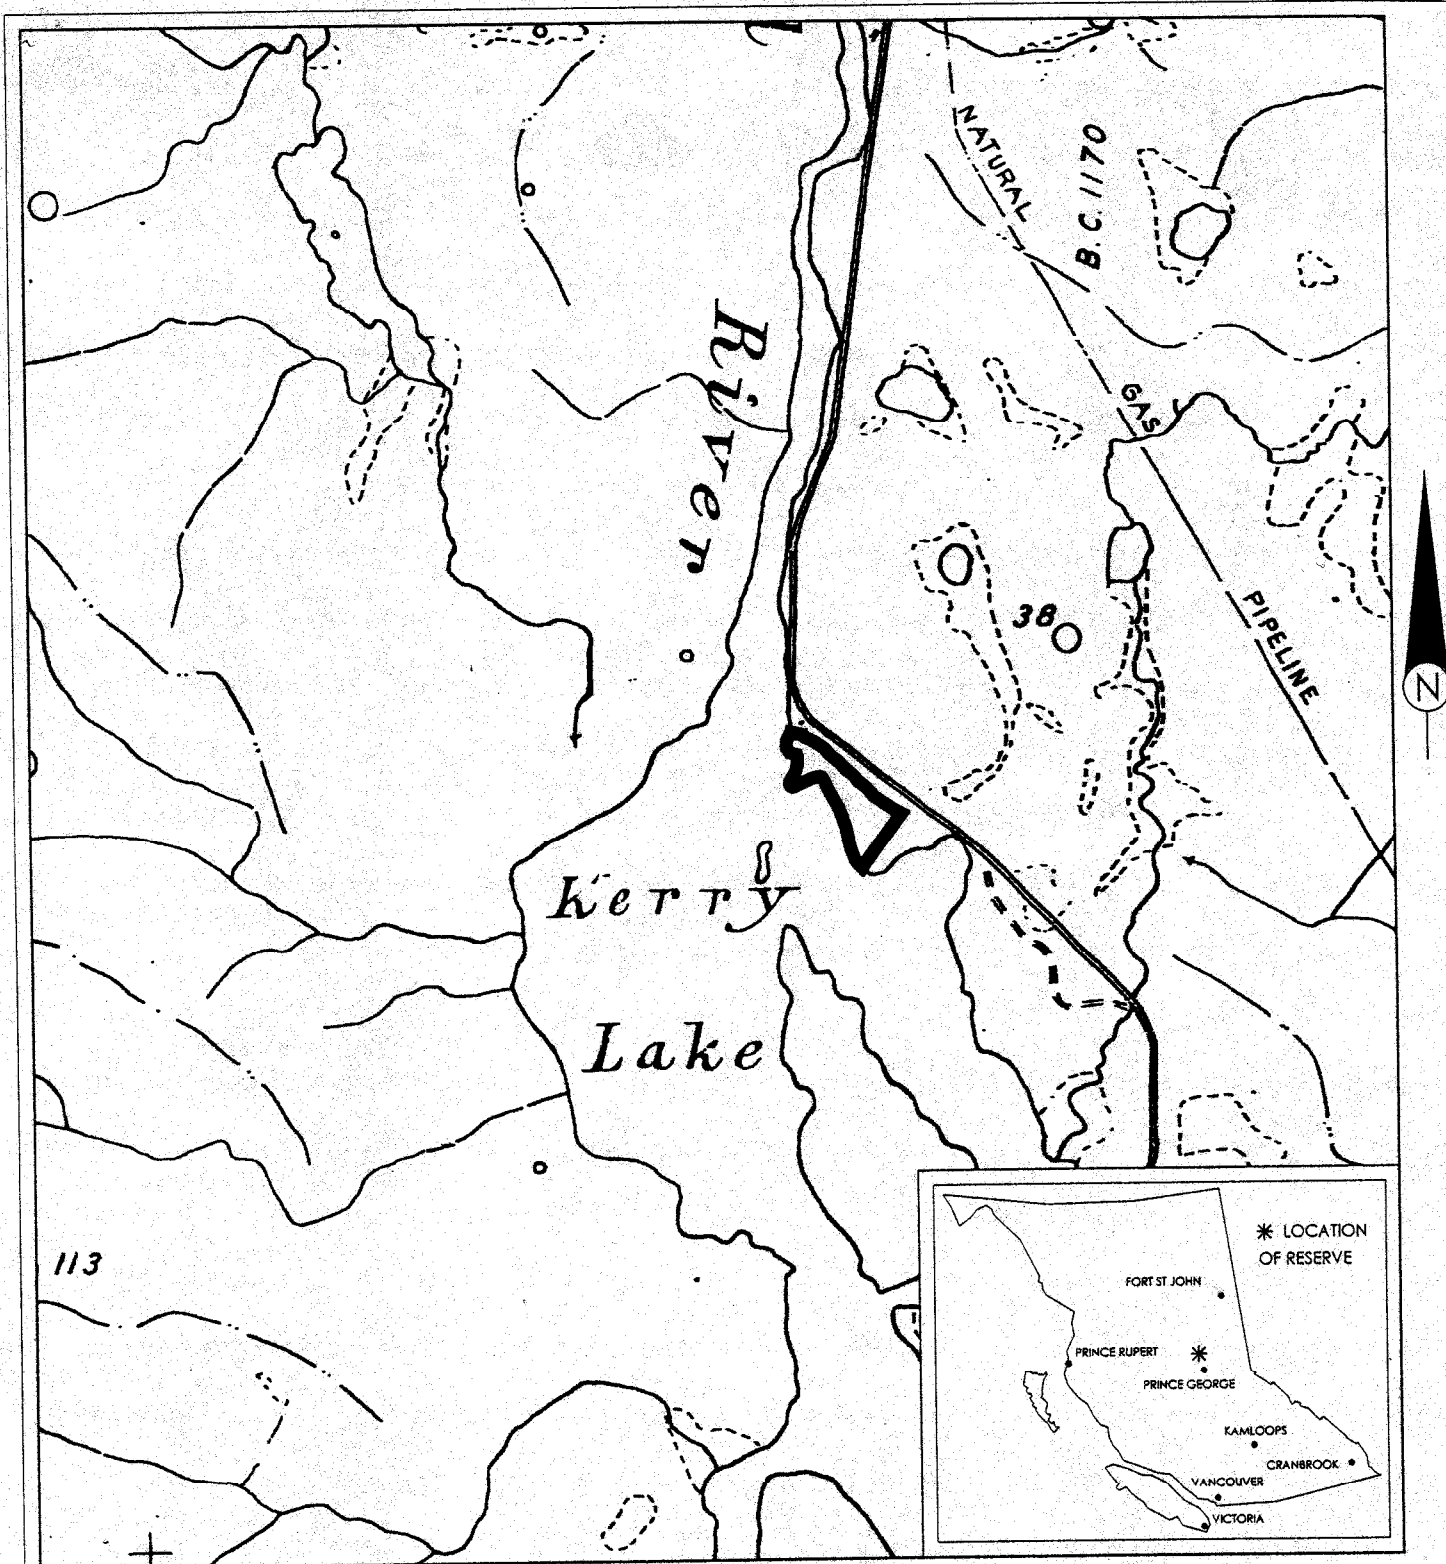 NATURAL
B.C. 1170
River
GAS
38
PIPELINE
N
Kerry
Lake
113
✳ LOCATION
OF RESERVE
FORT ST JOHN
PRINCE RUPERT
PRINCE GEORGE
KAMLOOPS
CRANBROOK
VANCOUVER
VICTORIA